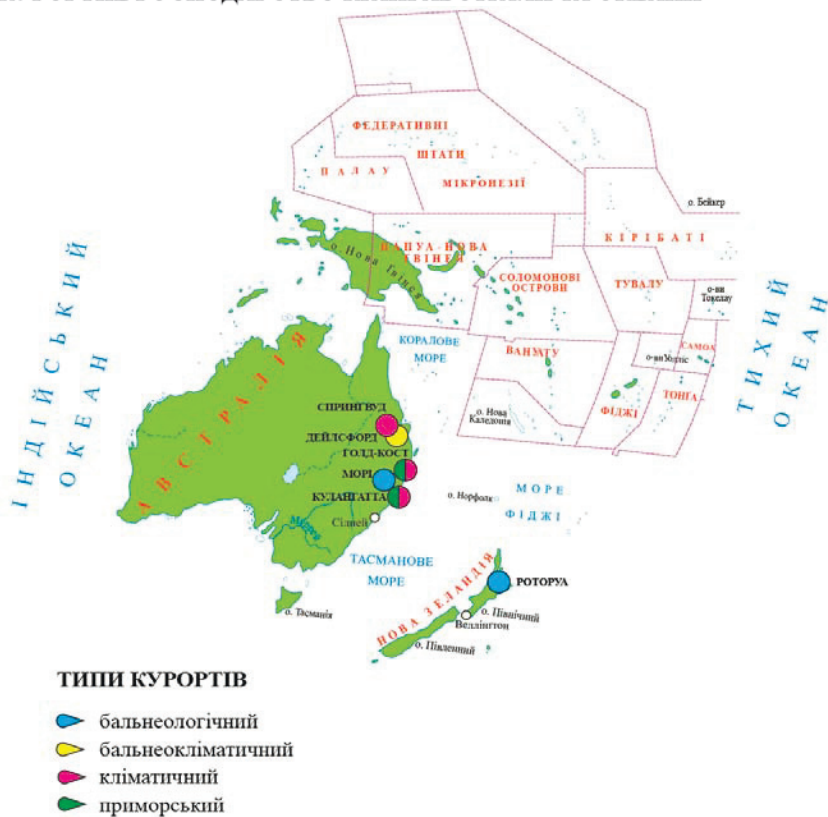 ФЕДЕРАТИВНІ
ШТАТИ
МІКРОНЕЗІЇ
ПАЛАУ
о. Бейкер
КІРІБАТІ
ПАПУА-НОВА
ГВІНЕЯ
о. Нова Гвінея
СОЛОМОНОВІ
ОСТРОВИ
ТУВАЛУ
о-ви
Токелау
ІНДІЙСЬКИЙ
ОКЕАН
ТИХИЙ
ОКЕАН
КОРАЛОВЕ
МОРЕ
ВАНУАТУ
о-ви Уолліс
САМОА
АВСТРАЛІЯ
СПРИНГВУД
о. Нова
Каледонія
ФІДЖІ
ТОНГА
ДЕЙЛСФОРД
ГОЛД-КОСТ
МОРІ
КУЛАНГАТТА
о. Норфолк
МОРЕ
ФІДЖІ
Сідней
ТАСМАНОВЕ
МОРЕ
о. Тасманія
НОВА ЗЕЛАНДІЯ
РОТОРУА
о. Північний
Веллінгтон
о. Південний
ТИПИ КУРОРТІВ
бальнеологічний
бальнеокліматичний
кліматичний
приморський